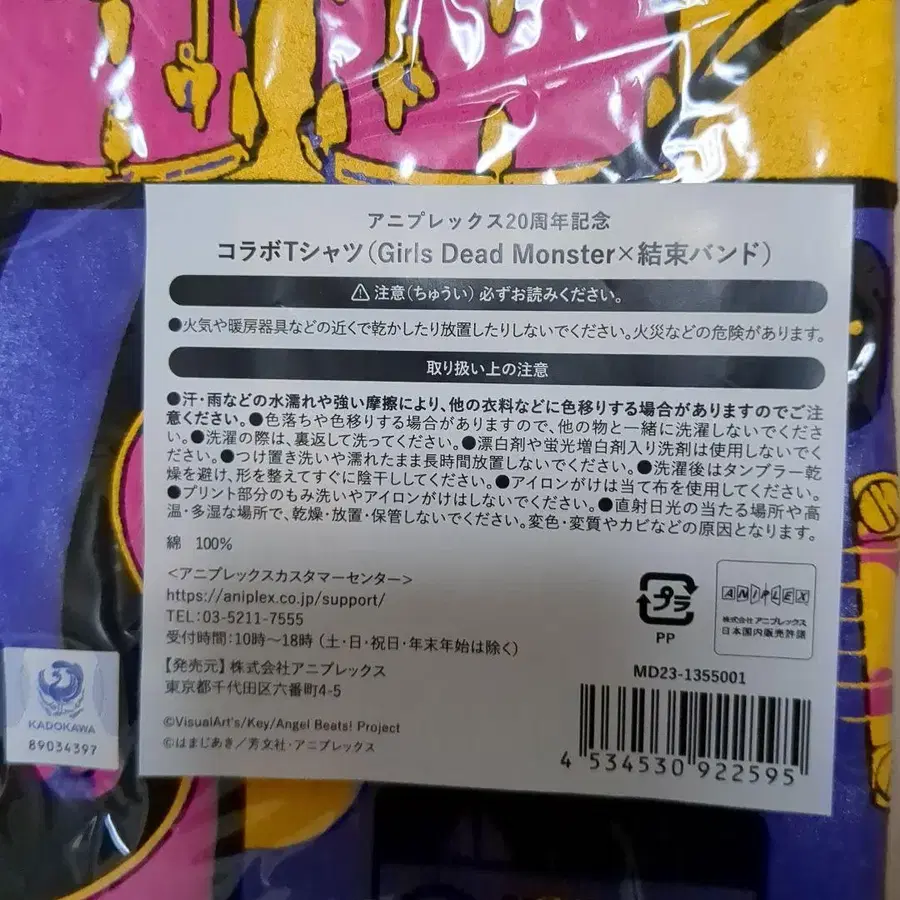 アニプレックス20周年記念
コラボTシャツ(Girls Dead Monster×結束バンド)
⚠注意(ちゅうい) 必ずお読みください。
●火気や暖房器具などの近くで乾かしたり放置したりしないでください。火災などの危険があります。
取り扱い上の注意
●汗・雨などの水濡れや強い摩擦により、他の衣料などに色移りする場合がありますのでご注
意ください。●色落ちや色移りする場合がありますので、他の物と一緒に洗濯しないでくださ
い。●洗濯の際は、裏返して洗ってください。●漂白剤や蛍光増白剤入り洗剤は使用しないでく
ださい。●つけ置き洗いや濡れたまま長時間放置しないでください。●洗濯後はタンブラー乾
燥を避け、形を整えてすぐに陰干ししてください。●アイロンがけは当て布を使用してください。
●プリント部分のもみ洗いやアイロンがけはしないでください。●直射日光の当たる場所や高
温・多湿な場所で、乾燥・放置・保管しないでください。変色・変質やカビなどの原因となります。
綿 100%
<アニプレックスカスタマーセンター>
https://aniplex.co.jp/support/
TEL:03-5211-7555
受付時間:10時~18時 (土・日・祝日・年末年始は除く)
【発売元】 株式会社アニプレックス
東京都千代田区六番町4-5
©VisualArt's/Key/Angel Beats! Project
©はまじあき/芳文社・アニプレックス
プラ
PP
ANIPLEX
株式会社 アニプレックス
日本国内販売許諾
MD23-1355001
4 534530 922595
KADOKAWA
89034397